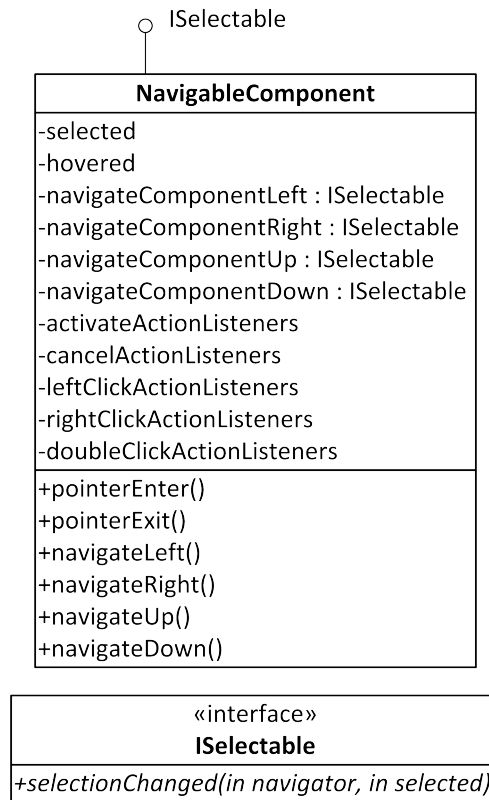 ISelectable
NavigableComponent
-selected
-hovered
-navigateComponentLeft : ISelectable
-navigateComponentRight : ISelectable
-navigateComponentUp : ISelectable
-navigateComponentDown : ISelectable
-activateActionListeners
-cancelActionListeners
-leftClickActionListeners
-rightClickActionListeners
-doubleClickActionListeners
+pointerEnter()
+pointerExit()
+navigateLeft()
+navigateRight()
+navigateUp()
+navigateDown()
«interface»
ISelectable
+selectionChanged(in navigator, in selected)